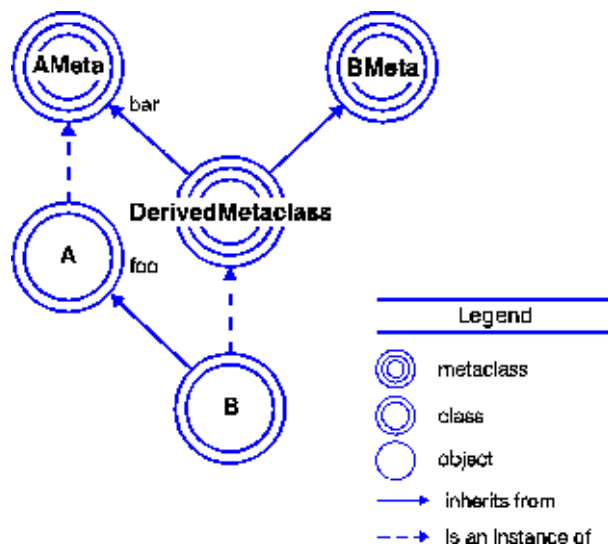 AMeta
BMeta
bar
DerivedMetaclass
A
foo
B
Legend
metaclass
class
object
inherits from
Is an Instance of